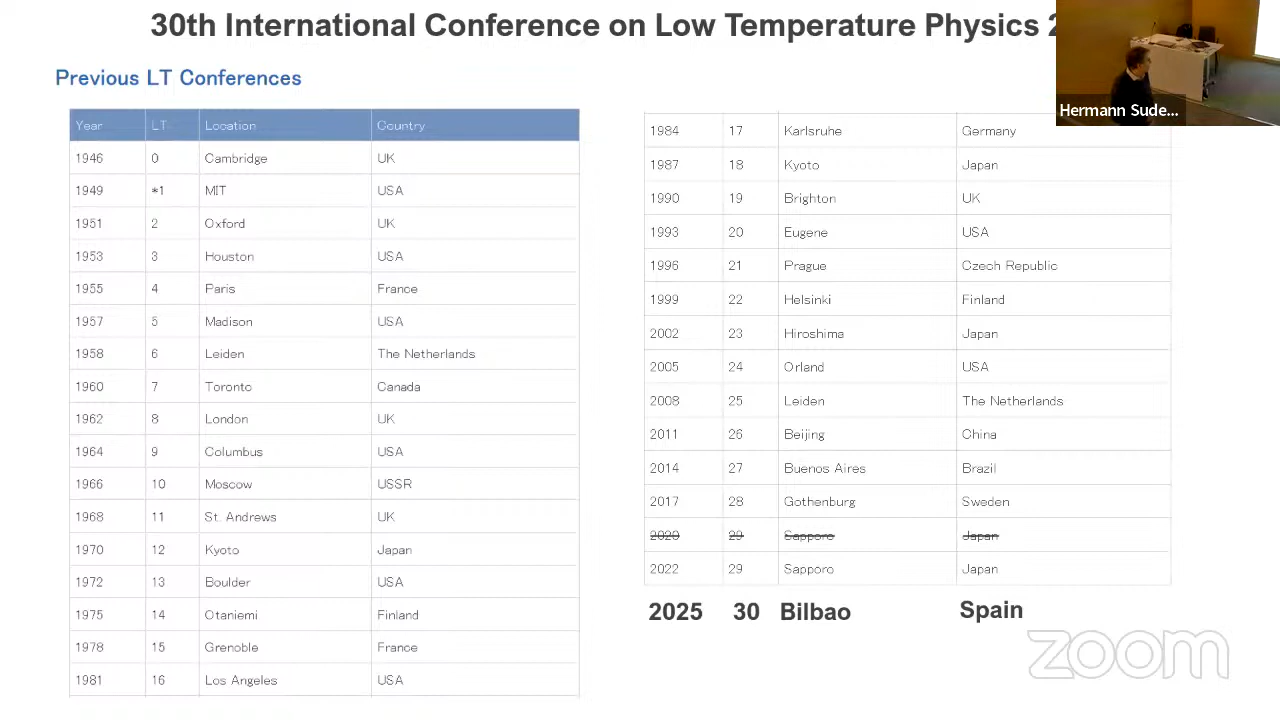 30th International Conference on Low Temperature Physics
Previous LT Conferences
Year LT Location Country
1946 0 Cambridge UK
1949 *1 MIT USA
1951 2 Oxford UK
1953 3 Houston USA
1955 4 Paris France
1957 5 Madison USA
1958 6 Leiden The Netherlands
1960 7 Toronto Canada
1962 8 London UK
1964 9 Columbus USA
1966 10 Moscow USSR
1968 11 St. Andrews UK
1970 12 Kyoto Japan
1972 13 Boulder USA
1975 14 Otaniemi Finland
1978 15 Grenoble France
1981 16 Los Angeles USA
1984 17 Karlsruhe Germany
1987 18 Kyoto Japan
1990 19 Brighton UK
1993 20 Eugene USA
1996 21 Prague Czech Republic
1999 22 Helsinki Finland
2002 23 Hiroshima Japan
2005 24 Orland USA
2008 25 Leiden The Netherlands
2011 26 Beijing China
2014 27 Buenos Aires Brazil
2017 28 Gothenburg Sweden
2020 29 Sapporo Japan
2022 29 Sapporo Japan
2025 30 Bilbao Spain
Hermann Sude...
zoom